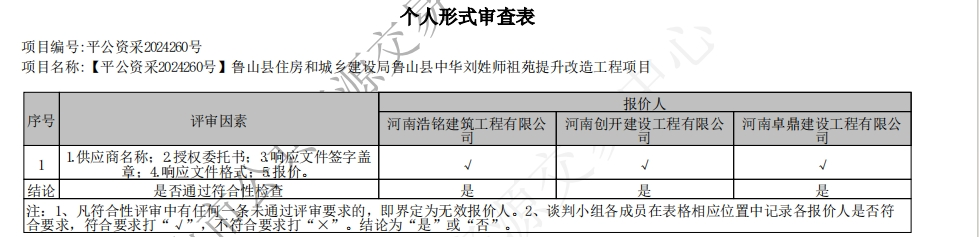 个人形式审查表
项目编号:平公资采2024260号
项目名称:【平公资采2024260号】鲁山县住房和城乡建设局鲁山县中华刘姓师祖苑提升改造工程项目
序号 评审因素 报价人
河南浩铭建筑工程有限公司 河南创开建设工程有限公司 河南卓鼎建设工程有限公司
1 1.供应商名称；2.授权委托书；3.响应文件签字盖章；4.响应文件格式；5.报价。 √ √ √
结论 是否通过符合性检查 是 是 是
注：1、凡符合性评审中有任何一条未通过评审要求的，即界定为无效报价人。2、谈判小组各成员在表格相应位置中记录各报价人是否符
合要求，符合要求打“√”，不符合要求打“×”。结论为“是”或“否”。